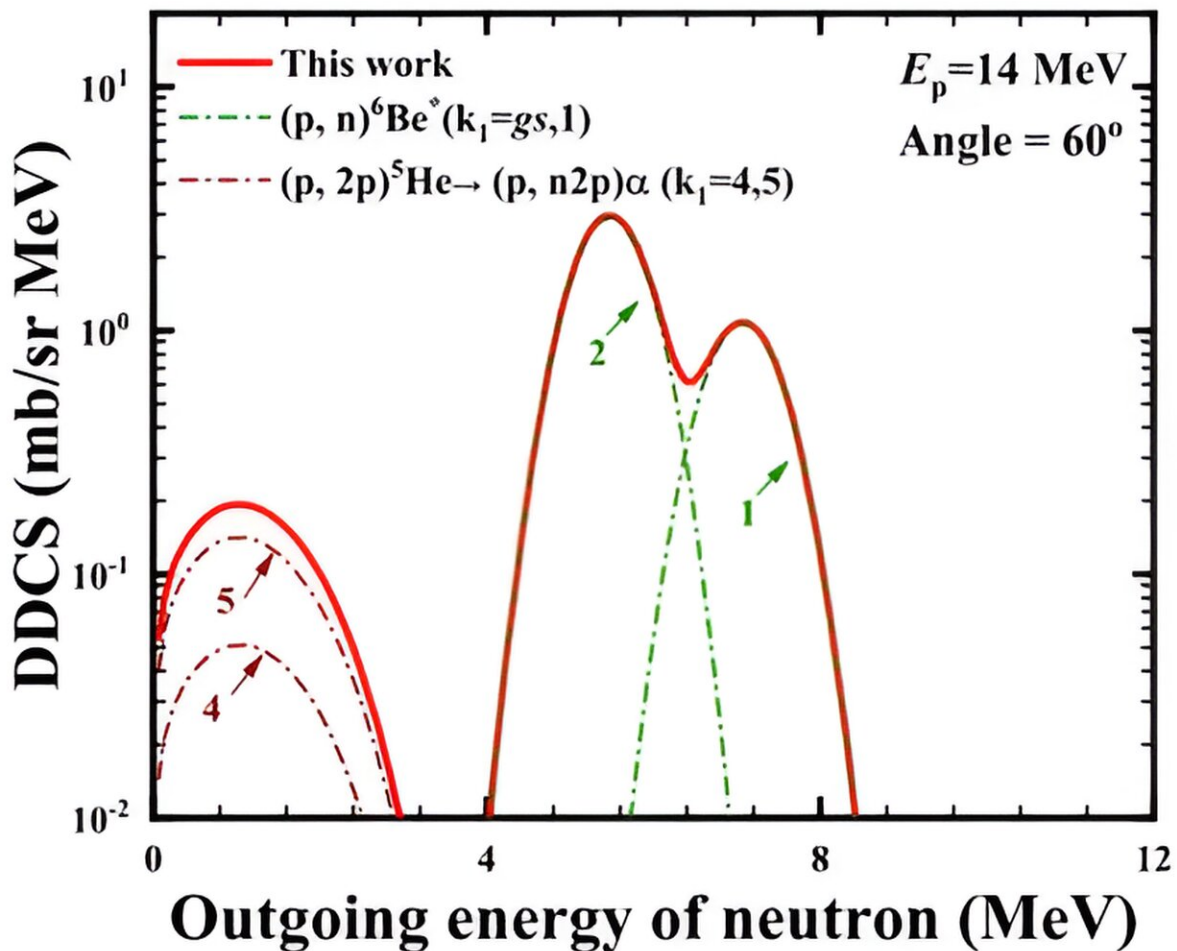 This work
(p, n)⁶Be*(k₁=gs,1)
(p, 2p)⁵He→ (p, n2p)α (k₁=4,5)
Eₚ=14 MeV
Angle = 60°
DDCS (mb/sr MeV)
10¹
10⁰
10⁻¹
10⁻²
2
1
5
4
0 4 8 12
Outgoing energy of neutron (MeV)